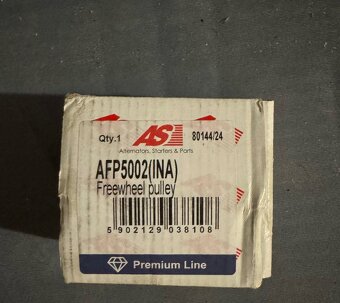 Qty.1 AS 80144/24
Alternators, Starters & Parts
AFP5002(INA)
Freewheel pulley
5 902129 038108
Premium Line